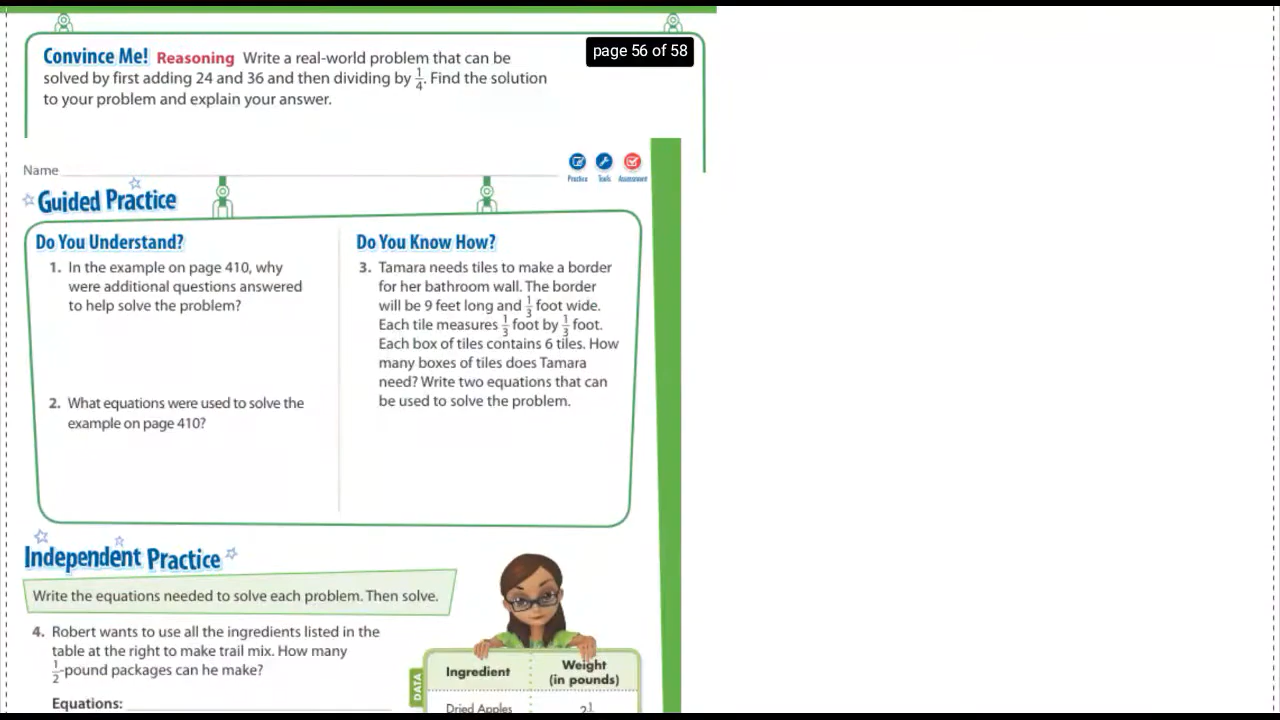 Convince Me! Reasoning Write a real-world problem that can be
solved by first adding 24 and 36 and then dividing by 1/4. Find the solution
to your problem and explain your answer.
page 56 of 58
Name
Practice Tools Assessment
Guided Practice
Do You Understand?
1. In the example on page 410, why
were additional questions answered
to help solve the problem?
2. What equations were used to solve the
example on page 410?
Do You Know How?
3. Tamara needs tiles to make a border
for her bathroom wall. The border
will be 9 feet long and 1/3 foot wide.
Each tile measures 1/3 foot by 1/3 foot.
Each box of tiles contains 6 tiles. How
many boxes of tiles does Tamara
need? Write two equations that can
be used to solve the problem.
Independent Practice
Write the equations needed to solve each problem. Then solve.
4. Robert wants to use all the ingredients listed in the
table at the right to make trail mix. How many
1/2-pound packages can he make?
Equations:
DATA
Ingredient
Weight
(in pounds)
Dried Apples